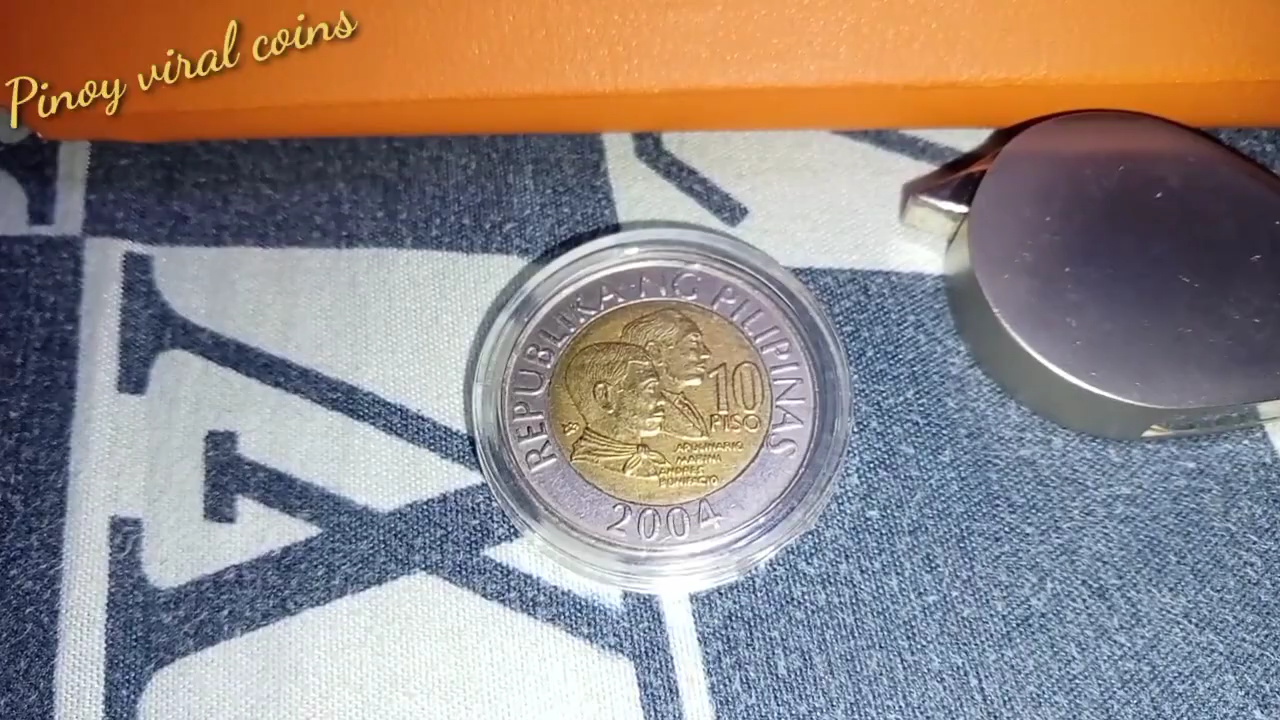 Pinoy viral coins
REPUBLIKA NG PILIPINAS
10
PISO
APOLINARIO
MABINI
ANDRES
BONIFACIO
2004